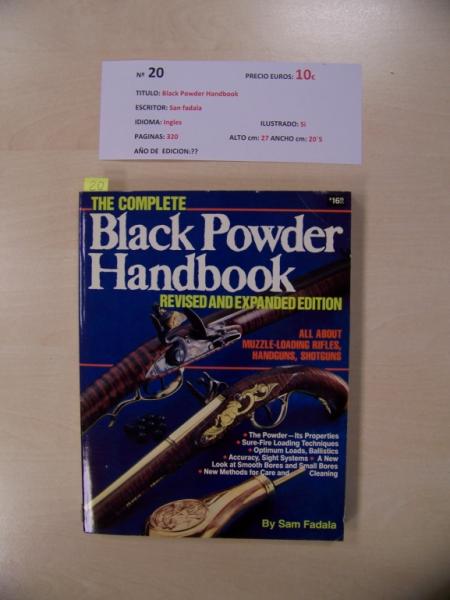 Nº 20 PRECIO EUROS: 10€
TITULO: Black Powder Handbook
ESCRITOR: San fadala
IDIOMA: Ingles ILUSTRADO: Si
PAGINAS: 320 ALTO cm: 27 ANCHO cm: 20´5
AÑO DE EDICION:??
20
THE COMPLETE
Black Powder
Handbook
REVISED AND EXPANDED EDITION
ALL ABOUT
MUZZLE-LOADING RIFLES,
HANDGUNS, SHOTGUNS
• The Powder—Its Properties
• Sure-Fire Loading Techniques
• Optimum Loads, Ballistics
• Accuracy, Sight Systems • A New
Look at Smooth Bores and Small Bores
• New Methods for Care and Cleaning
By Sam Fadala